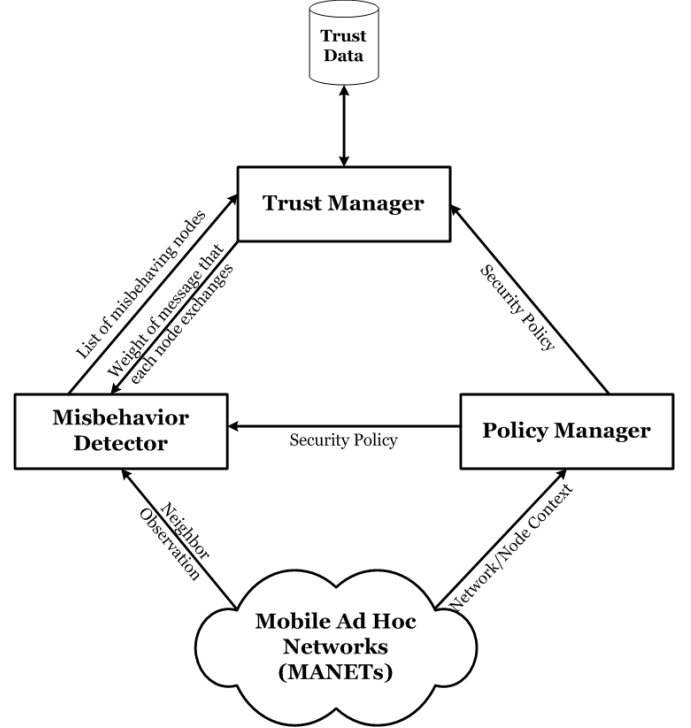 Trust
Data
Trust Manager
List of misbehaving nodes
Weight of message that
each node exchanges
Security Policy
Misbehavior
Detector
Security Policy
Policy Manager
Neighbor
Observation
Network/Node Context
Mobile Ad Hoc
Networks
(MANETs)